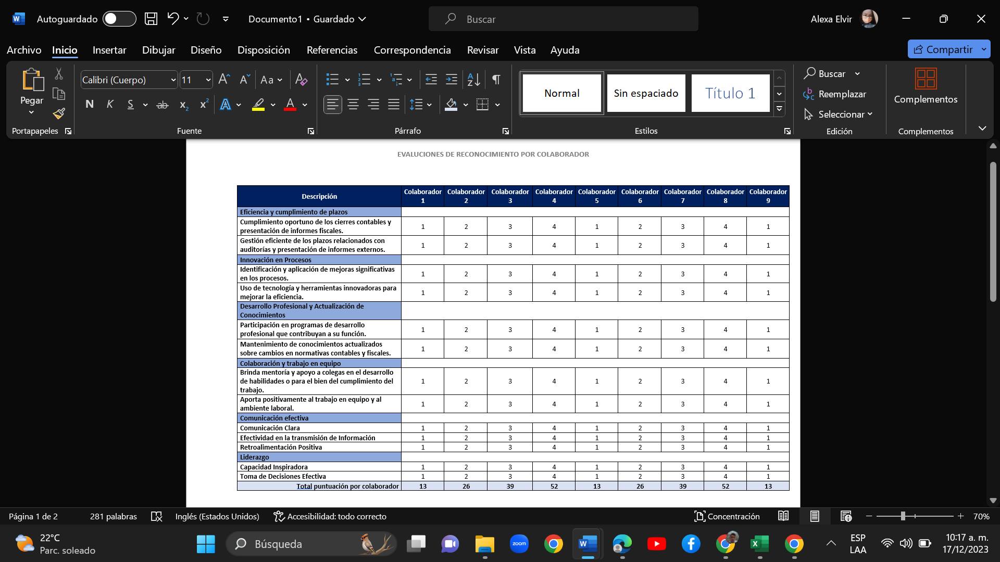 Autoguardado
Documento1 • Guardado
Buscar
Alexa Elvir
Archivo Inicio Insertar Dibujar Diseño Disposición Referencias Correspondencia Revisar Vista Ayuda
Compartir
Pegar
Portapapeles
Calibri (Cuerpo) 11
Aa
N K S ab x₂ x² A A
Fuente
Párrafo
Normal
Sin espaciado
Título 1
Estilos
Buscar
Reemplazar
Seleccionar
Edición
Complementos
Complementos
EVALUCIONES DE RECONOCIMIENTO POR COLABORADOR
Descripción Colaborador 1 Colaborador 2 Colaborador 3 Colaborador 4 Colaborador 5 Colaborador 6 Colaborador 7 Colaborador 8 Colaborador 9
Eficiencia y cumplimiento de plazos
Cumplimiento oportuno de los cierres contables y
presentación de informes fiscales. 1 2 3 4 1 2 3 4 1
Gestión eficiente de los plazos relacionados con
auditorías y presentación de informes externos. 1 2 3 4 1 2 3 4 1
Innovación en Procesos
Identificación y aplicación de mejoras significativas
en los procesos. 1 2 3 4 1 2 3 4 1
Uso de tecnología y herramientas innovadoras para
mejorar la eficiencia. 1 2 3 4 1 2 3 4 1
Desarrollo Profesional y Actualización de
Conocimientos
Participación en programas de desarrollo
profesional que contribuyan a su función. 1 2 3 4 1 2 3 4 1
Mantenimiento de conocimientos actualizados
sobre cambios en normativas contables y fiscales. 1 2 3 4 1 2 3 4 1
Colaboración y trabajo en equipo
Brinda mentoría y apoyo a colegas en el desarrollo
de habilidades o para el bien del cumplimiento del
trabajo. 1 2 3 4 1 2 3 4 1
Aporta positivamente al trabajo en equipo y al
ambiente laboral. 1 2 3 4 1 2 3 4 1
Comunicación efectiva
Comunicación Clara 1 2 3 4 1 2 3 4 1
Efectividad en la transmisión de Información 1 2 3 4 1 2 3 4 1
Retroalimentación Positiva 1 2 3 4 1 2 3 4 1
Liderazgo
Capacidad Inspiradora 1 2 3 4 1 2 3 4 1
Toma de Decisiones Efectiva 1 2 3 4 1 2 3 4 1
Total puntuación por colaborador 13 26 39 52 13 26 39 52 13
Página 1 de 2
281 palabras
Inglés (Estados Unidos)
Accesibilidad: todo correcto
Concentración
70%
22°C
Parc. soleado
Búsqueda
zoom
ESP
LAA
10:17 a. m.
17/12/2023